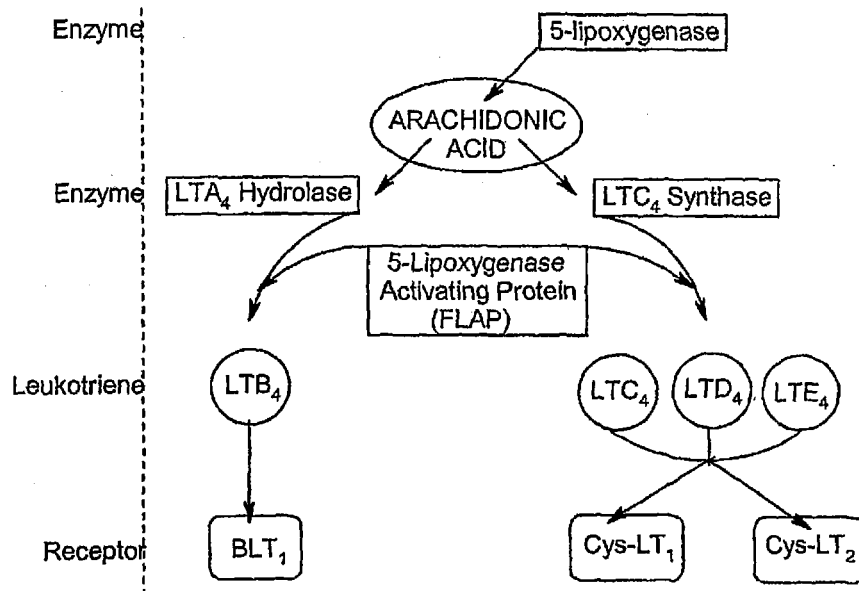 Enzyme
5-lipoxygenase
ARACHIDONIC
ACID
Enzyme
LTA₄ Hydrolase
LTC₄ Synthase
5-Lipoxygenase
Activating Protein
(FLAP)
Leukotriene
LTB₄
LTC₄
LTD₄
LTE₄
Receptor
BLT₁
Cys-LT₁
Cys-LT₂